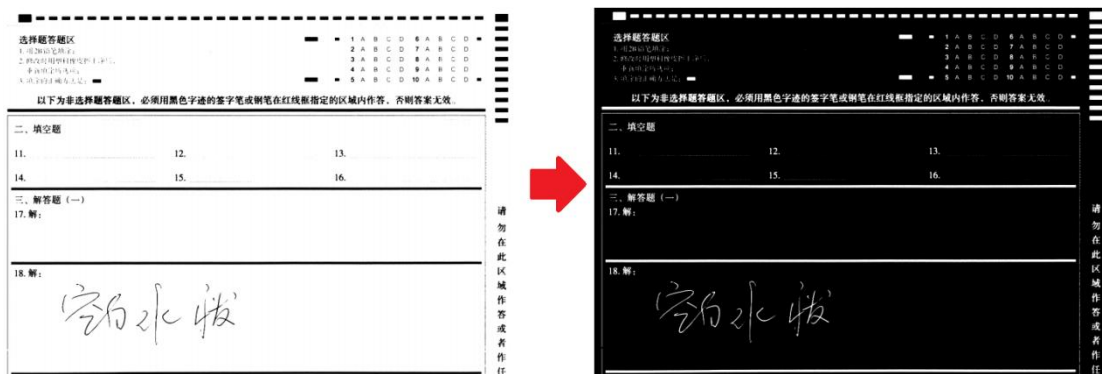 选择题答题区
1 A B C D 6 A B C D
2 A B C D 7 A B C D
3 A B C D 8 A B C D
4 A B C D 9 A B C D
5 A B C D 10 A B C D
以下为非选择题答题区，必须用黑色字迹的签字笔或钢笔在红线框指定的区域内作答，否则答案无效。
二、填空题
11. 12. 13.
14. 15. 16.
三、解答题（一）
17. 解：
18. 解：
空白水
请勿在此区域作答或者作任
选择题答题区
1 A B C D 6 A B C D
2 A B C D 7 A B C D
3 A B C D 8 A B C D
4 A B C D 9 A B C D
5 A B C D 10 A B C D
以下为非选择题答题区，必须用黑色字迹的签字笔或钢笔在红线框指定的区域内作答，否则答案无效。
二、填空题
11. 12. 13.
14. 15. 16.
三、解答题（一）
17. 解：
18. 解：
空白水
请勿在此区域作答或者作任